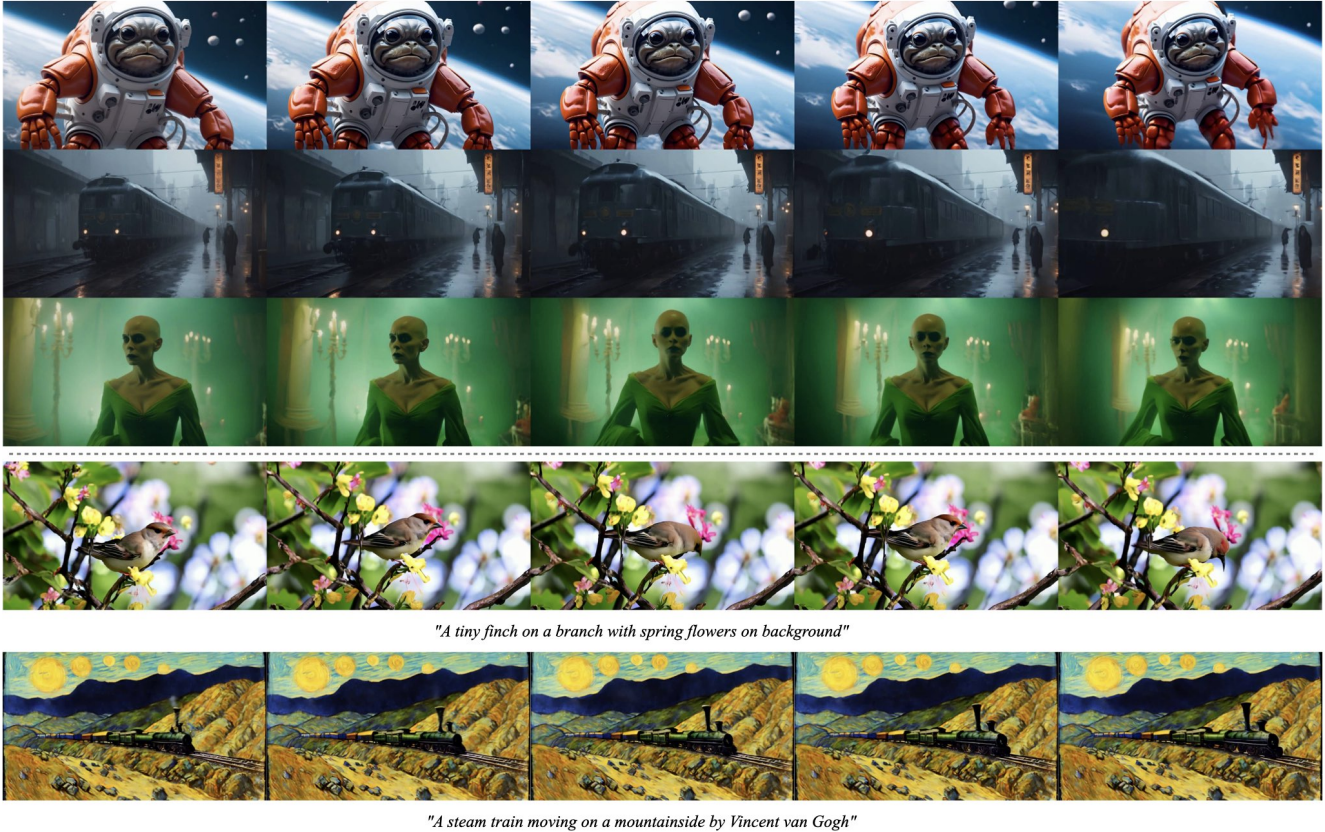 "A tiny finch on a branch with spring flowers on background"
"A steam train moving on a mountainside by Vincent van Gogh"